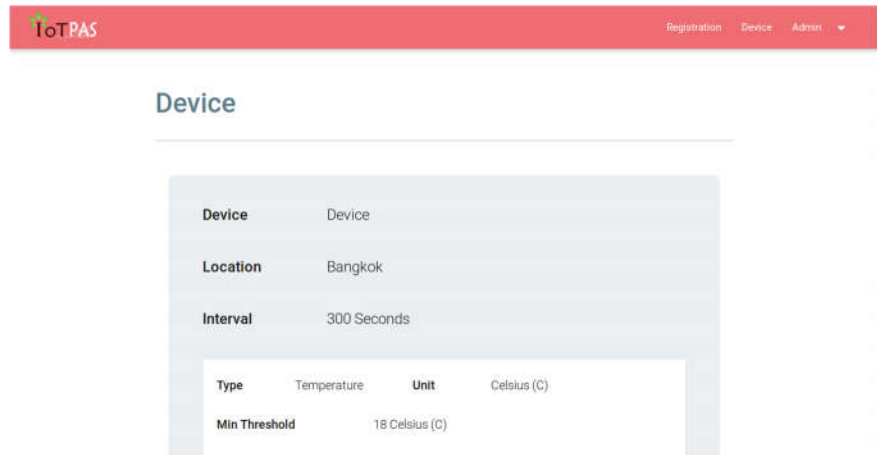 IoTPAS
Registration Device Admin
Device
Device Device
Location Bangkok
Interval 300 Seconds
Type Temperature Unit Celsius (C)
Min Threshold 18 Celsius (C)